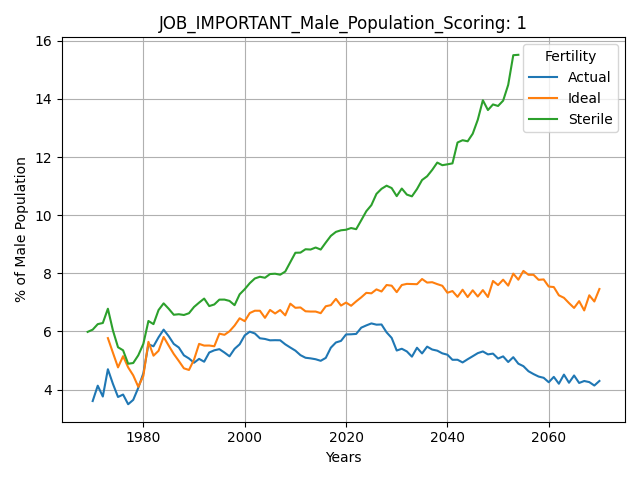 JOB_IMPORTANT_Male_Population_Scoring: 1
Fertility
Actual
Ideal
Sterile
% of Male Population
16
14
12
10
8
6
4
1980 2000 2020 2040 2060
Years